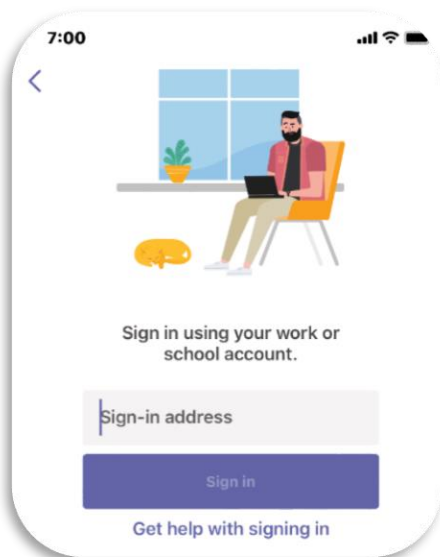 7:00
Sign in using your work or
school account.
Sign-in address
Sign in
Get help with signing in